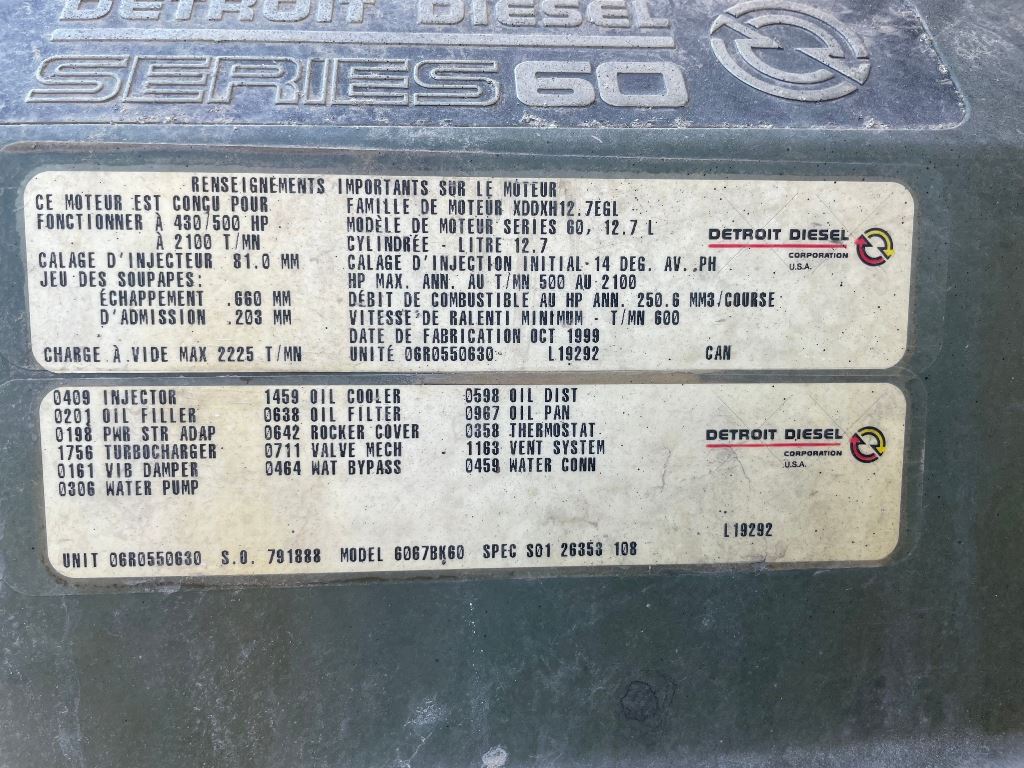 DETROIT DIESEL
SERIES 60
RENSEIGNEMENTS IMPORTANTS SUR LE MOTEUR
CE MOTEUR EST CONÇU POUR
FONCTIONNER À 430/500 HP
À 2100 T/MN
CALAGE D'INJECTEUR 81.0 MM
JEU DES SOUPAPES:
ÉCHAPPEMENT .660 MM
D'ADMISSION .203 MM
CHARGE À VIDE MAX 2225 T/MN
FAMILLE DE MOTEUR XDDXH12.7EGL
MODÈLE DE MOTEUR SERIES 60, 12.7 L
CYLINDRÉE - LITRE 12.7
CALAGE D'INJECTION INITIAL-14 DEG. AV. PH
HP MAX. ANN. AU T/MN 500 AU 2100
DÉBIT DE COMBUSTIBLE AU HP ANN. 250.6 MM3/COURSE
VITESSE DE RALENTI MINIMUM - T/MN 600
DATE DE FABRICATION OCT 1999
UNITÉ 06R0550630 L19292 CAN
DETROIT DIESEL
CORPORATION
U.S.A.
0409 INJECTOR 1459 OIL COOLER 0598 OIL DIST
0201 OIL FILLER 0638 OIL FILTER 0967 OIL PAN
0198 PWR STR ADAP 0642 ROCKER COVER 0358 THERMOSTAT
1756 TURBOCHARGER 0711 VALVE MECH 1163 VENT SYSTEM
0161 VIB DAMPER 0464 WAT BYPASS 0459 WATER CONN
0306 WATER PUMP
DETROIT DIESEL
CORPORATION
U.S.A.
L19292
UNIT 06R0550630 S.O. 791888 MODEL 6067BK60 SPEC S01 26353 108